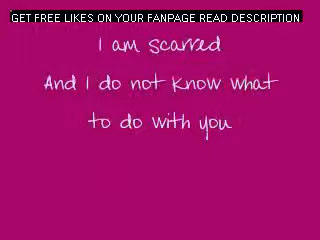 GET FREE LIKES ON YOUR FANPAGE READ DESCRIPTION
I am scarred
And I do not know what
to do with you